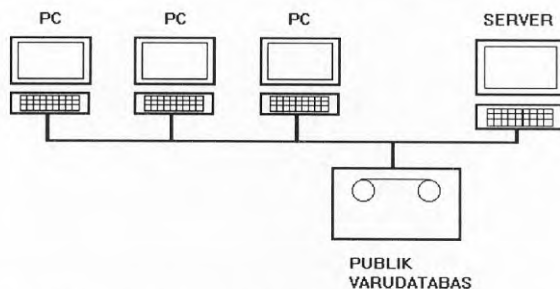 PC
PC
PC
SERVER
PUBLIK
VARUDATABAS